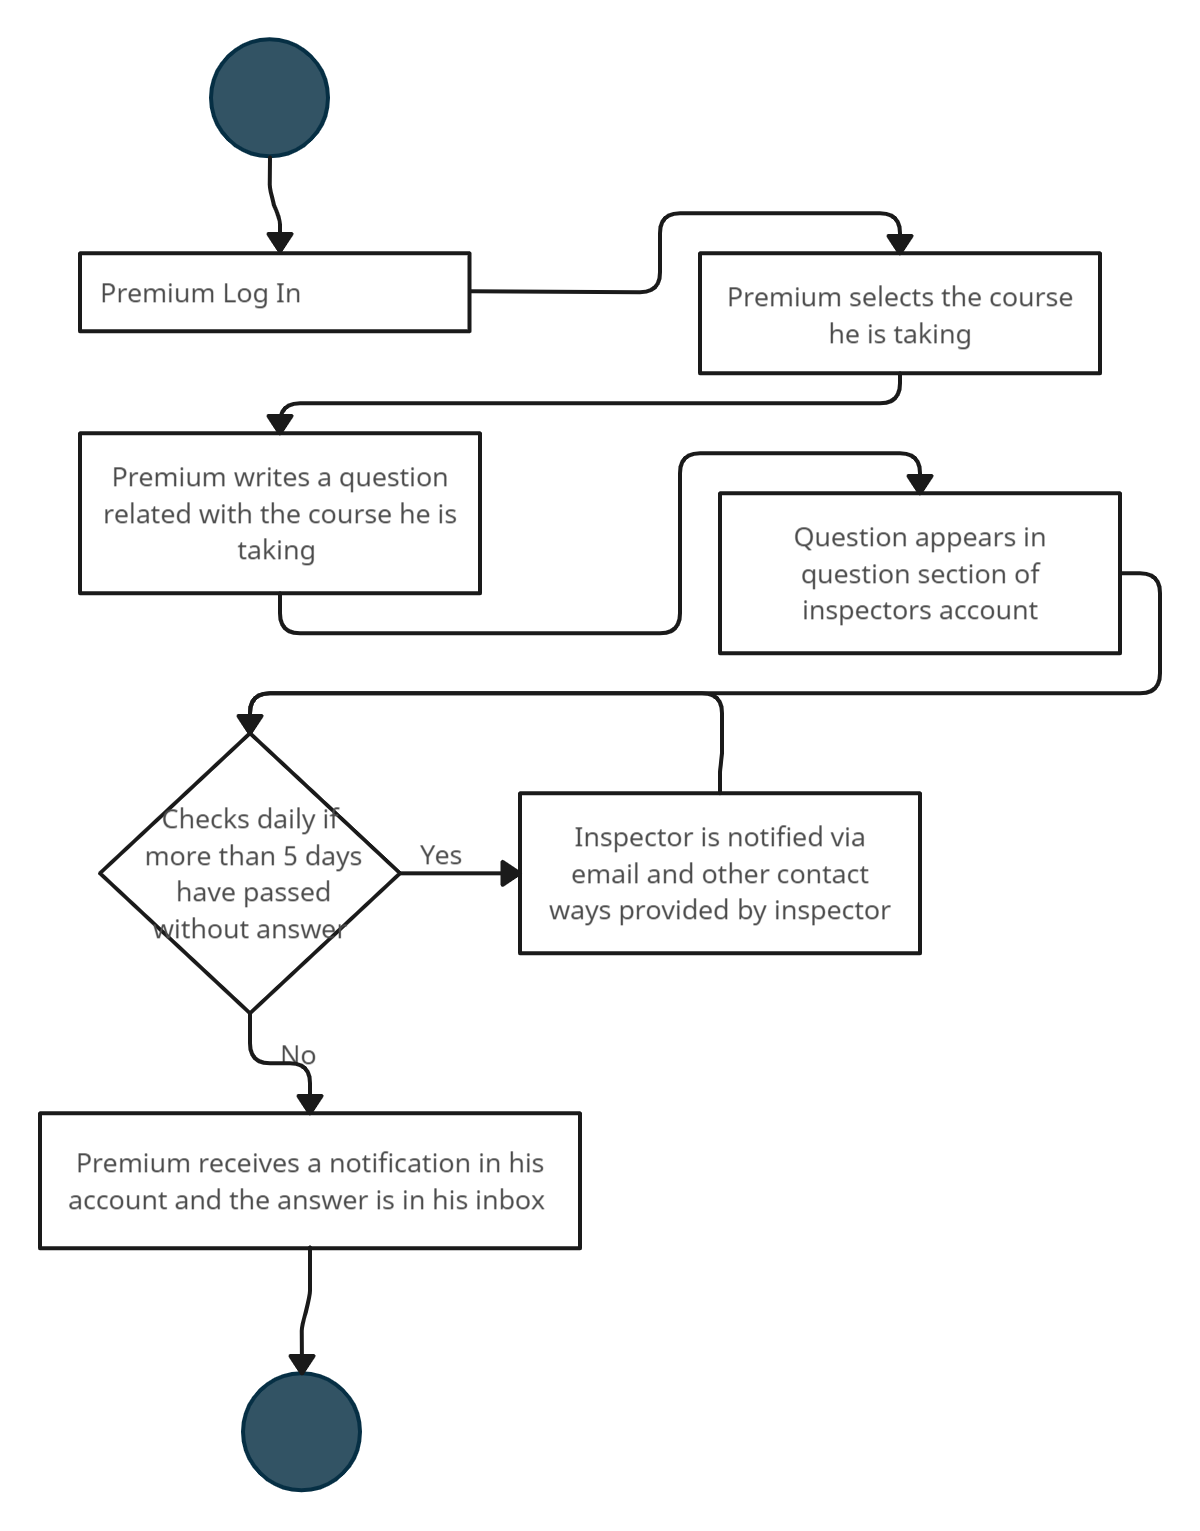 Premium Log In
Premium selects the course
he is taking
Premium writes a question
related with the course he is
taking
Question appears in
question section of
inspectors account
Checks daily if
more than 5 days
have passed
without answer
Yes
Inspector is notified via
email and other contact
ways provided by inspector
No
Premium receives a notification in his
account and the answer is in his inbox